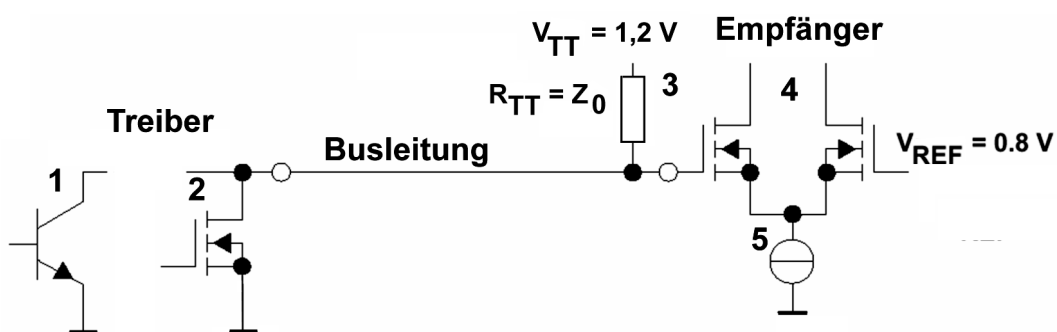 V_TT = 1,2 V
Empfänger
3
4
R_TT = Z_0
Treiber
Busleitung
V_REF = 0.8 V
1
2
5